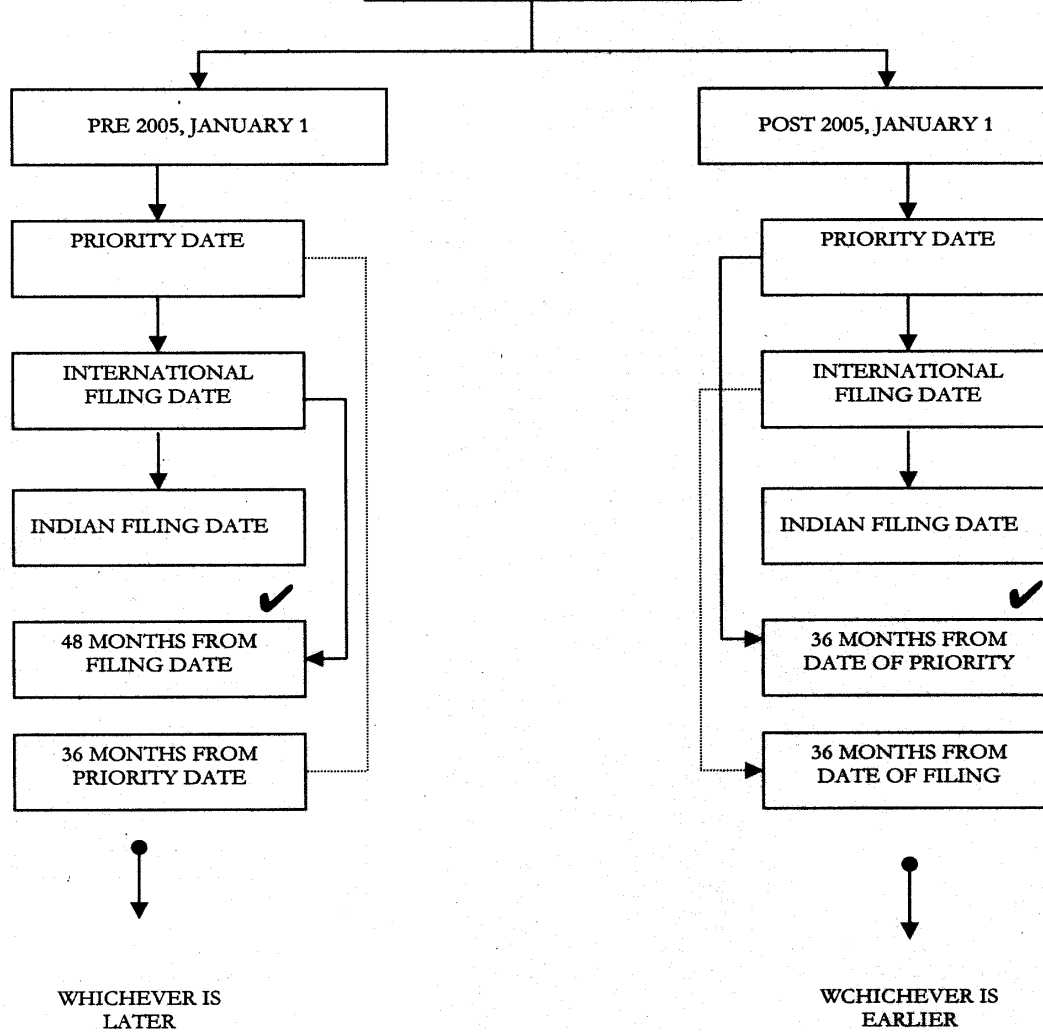 PRE 2005, JANUARY 1
PRIORITY DATE
INTERNATIONAL
FILING DATE
INDIAN FILING DATE
48 MONTHS FROM
FILING DATE
36 MONTHS FROM
PRIORITY DATE
WHICHEVER IS
LATER
POST 2005, JANUARY 1
PRIORITY DATE
INTERNATIONAL
FILING DATE
INDIAN FILING DATE
36 MONTHS FROM
DATE OF PRIORITY
36 MONTHS FROM
DATE OF FILING
WCHICHEVER IS
EARLIER